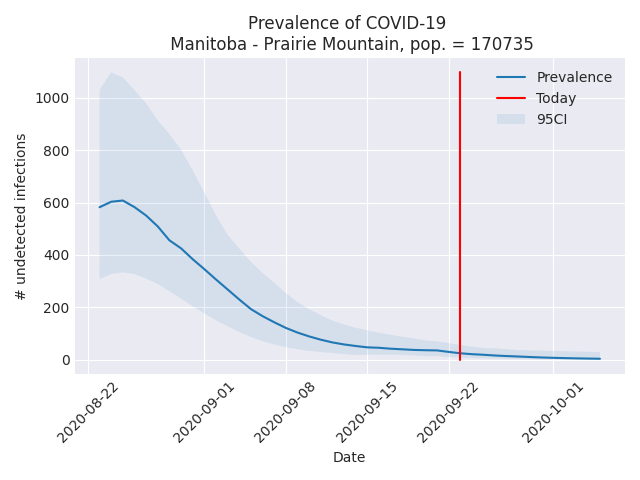 Prevalence of COVID-19
Manitoba - Prairie Mountain, pop. = 170735
Prevalence
Today
95CI
# undetected infections
1000
800
600
400
200
0
2020-08-22
2020-09-01
2020-09-08
2020-09-15
2020-09-22
2020-10-01
Date